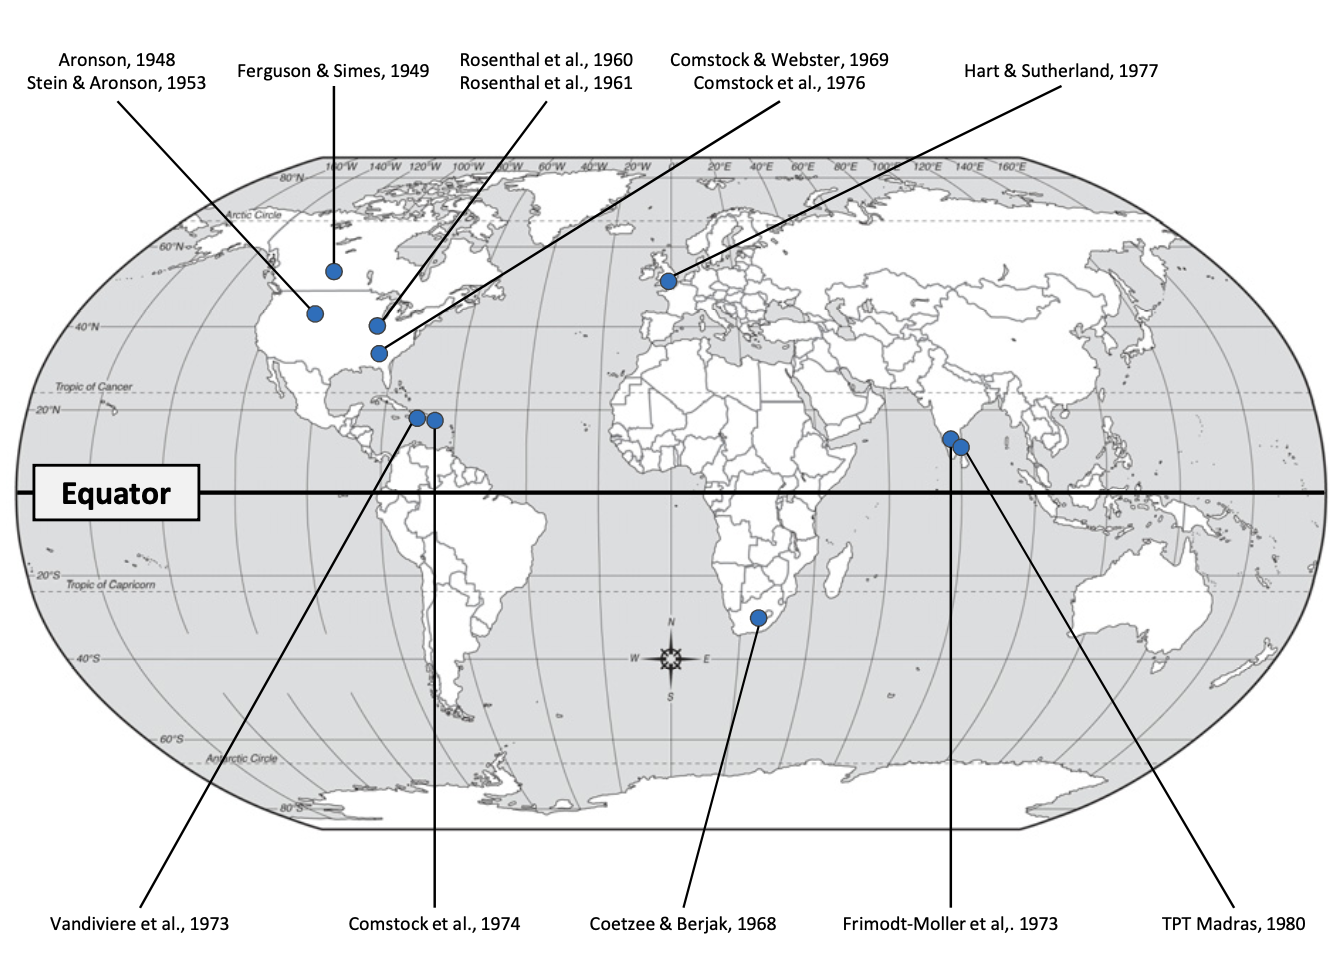 Aronson, 1948
Stein & Aronson, 1953
Ferguson & Simes, 1949
Rosenthal et al., 1960
Rosenthal et al., 1961
Comstock & Webster, 1969
Comstock et al., 1976
Hart & Sutherland, 1977
160°W 140°W 120°W 100°W 60°W 40°W 20°W 20°E 40°E 60°E 80°E 100°E 120°E 140°E 160°E
80°N
Arctic Circle
60°N
40°N
Tropic of Cancer
20°N
Equator
20°S
Tropic of Capricorn
N
40°S
W E
S
60°S
Antarctic Circle
80°S
Vandiviere et al., 1973
Comstock et al., 1974
Coetzee & Berjak, 1968
Frimodt-Moller et al,. 1973
TPT Madras, 1980